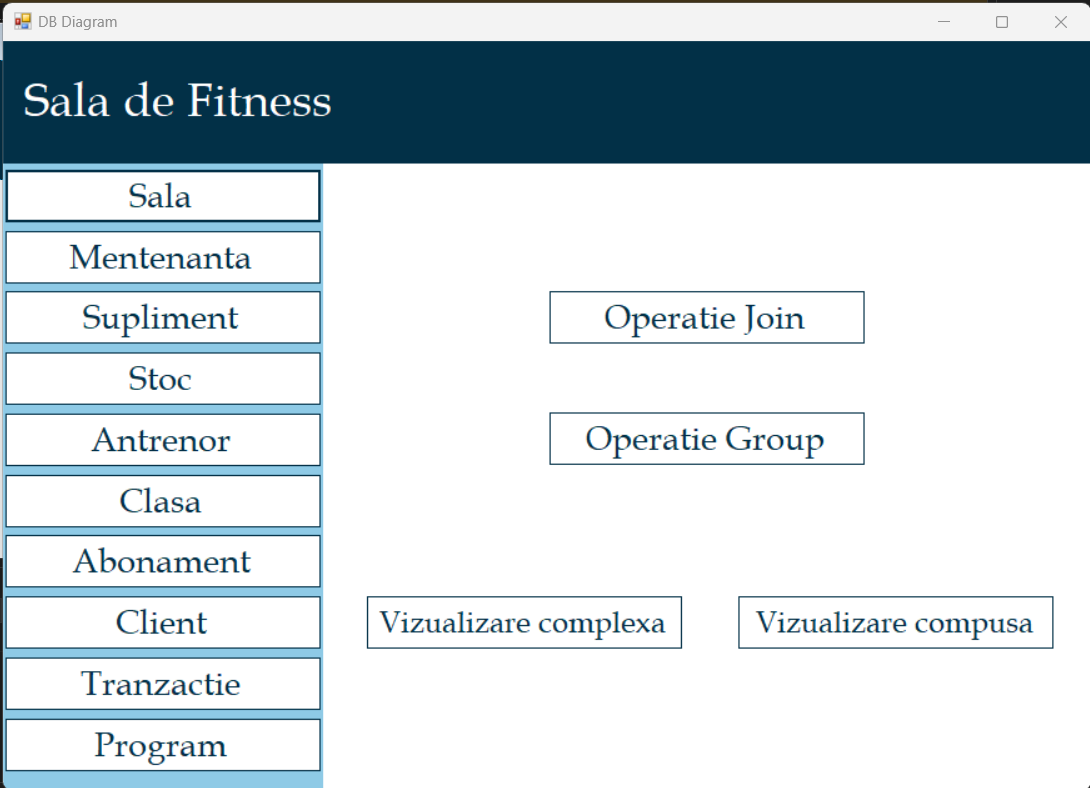 DB Diagram
Sala de Fitness
Sala
Mentenanta
Supliment
Stoc
Antrenor
Clasa
Abonament
Client
Tranzactie
Program
Operatie Join
Operatie Group
Vizualizare complexa
Vizualizare compusa